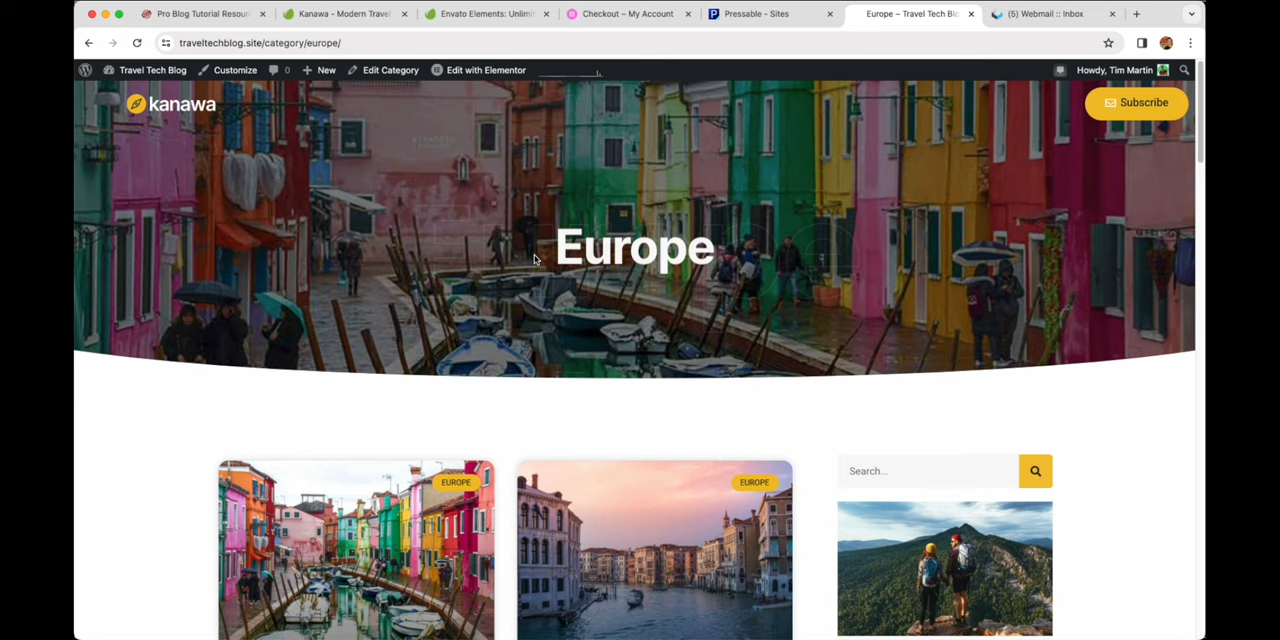 Pro Blog Tutorial Resour
Kanawa - Modern Travel
Envato Elements: Unlimi
Checkout – My Account
Pressable - Sites
Europe – Travel Tech Blo
(5) Webmail :: Inbox
traveltechblog.site/category/europe/
Travel Tech Blog
Customize
0
New
Edit Category
Edit with Elementor
Howdy, Tim Martin
kanawa
Subscribe
Europe
EUROPE
EUROPE
Search...